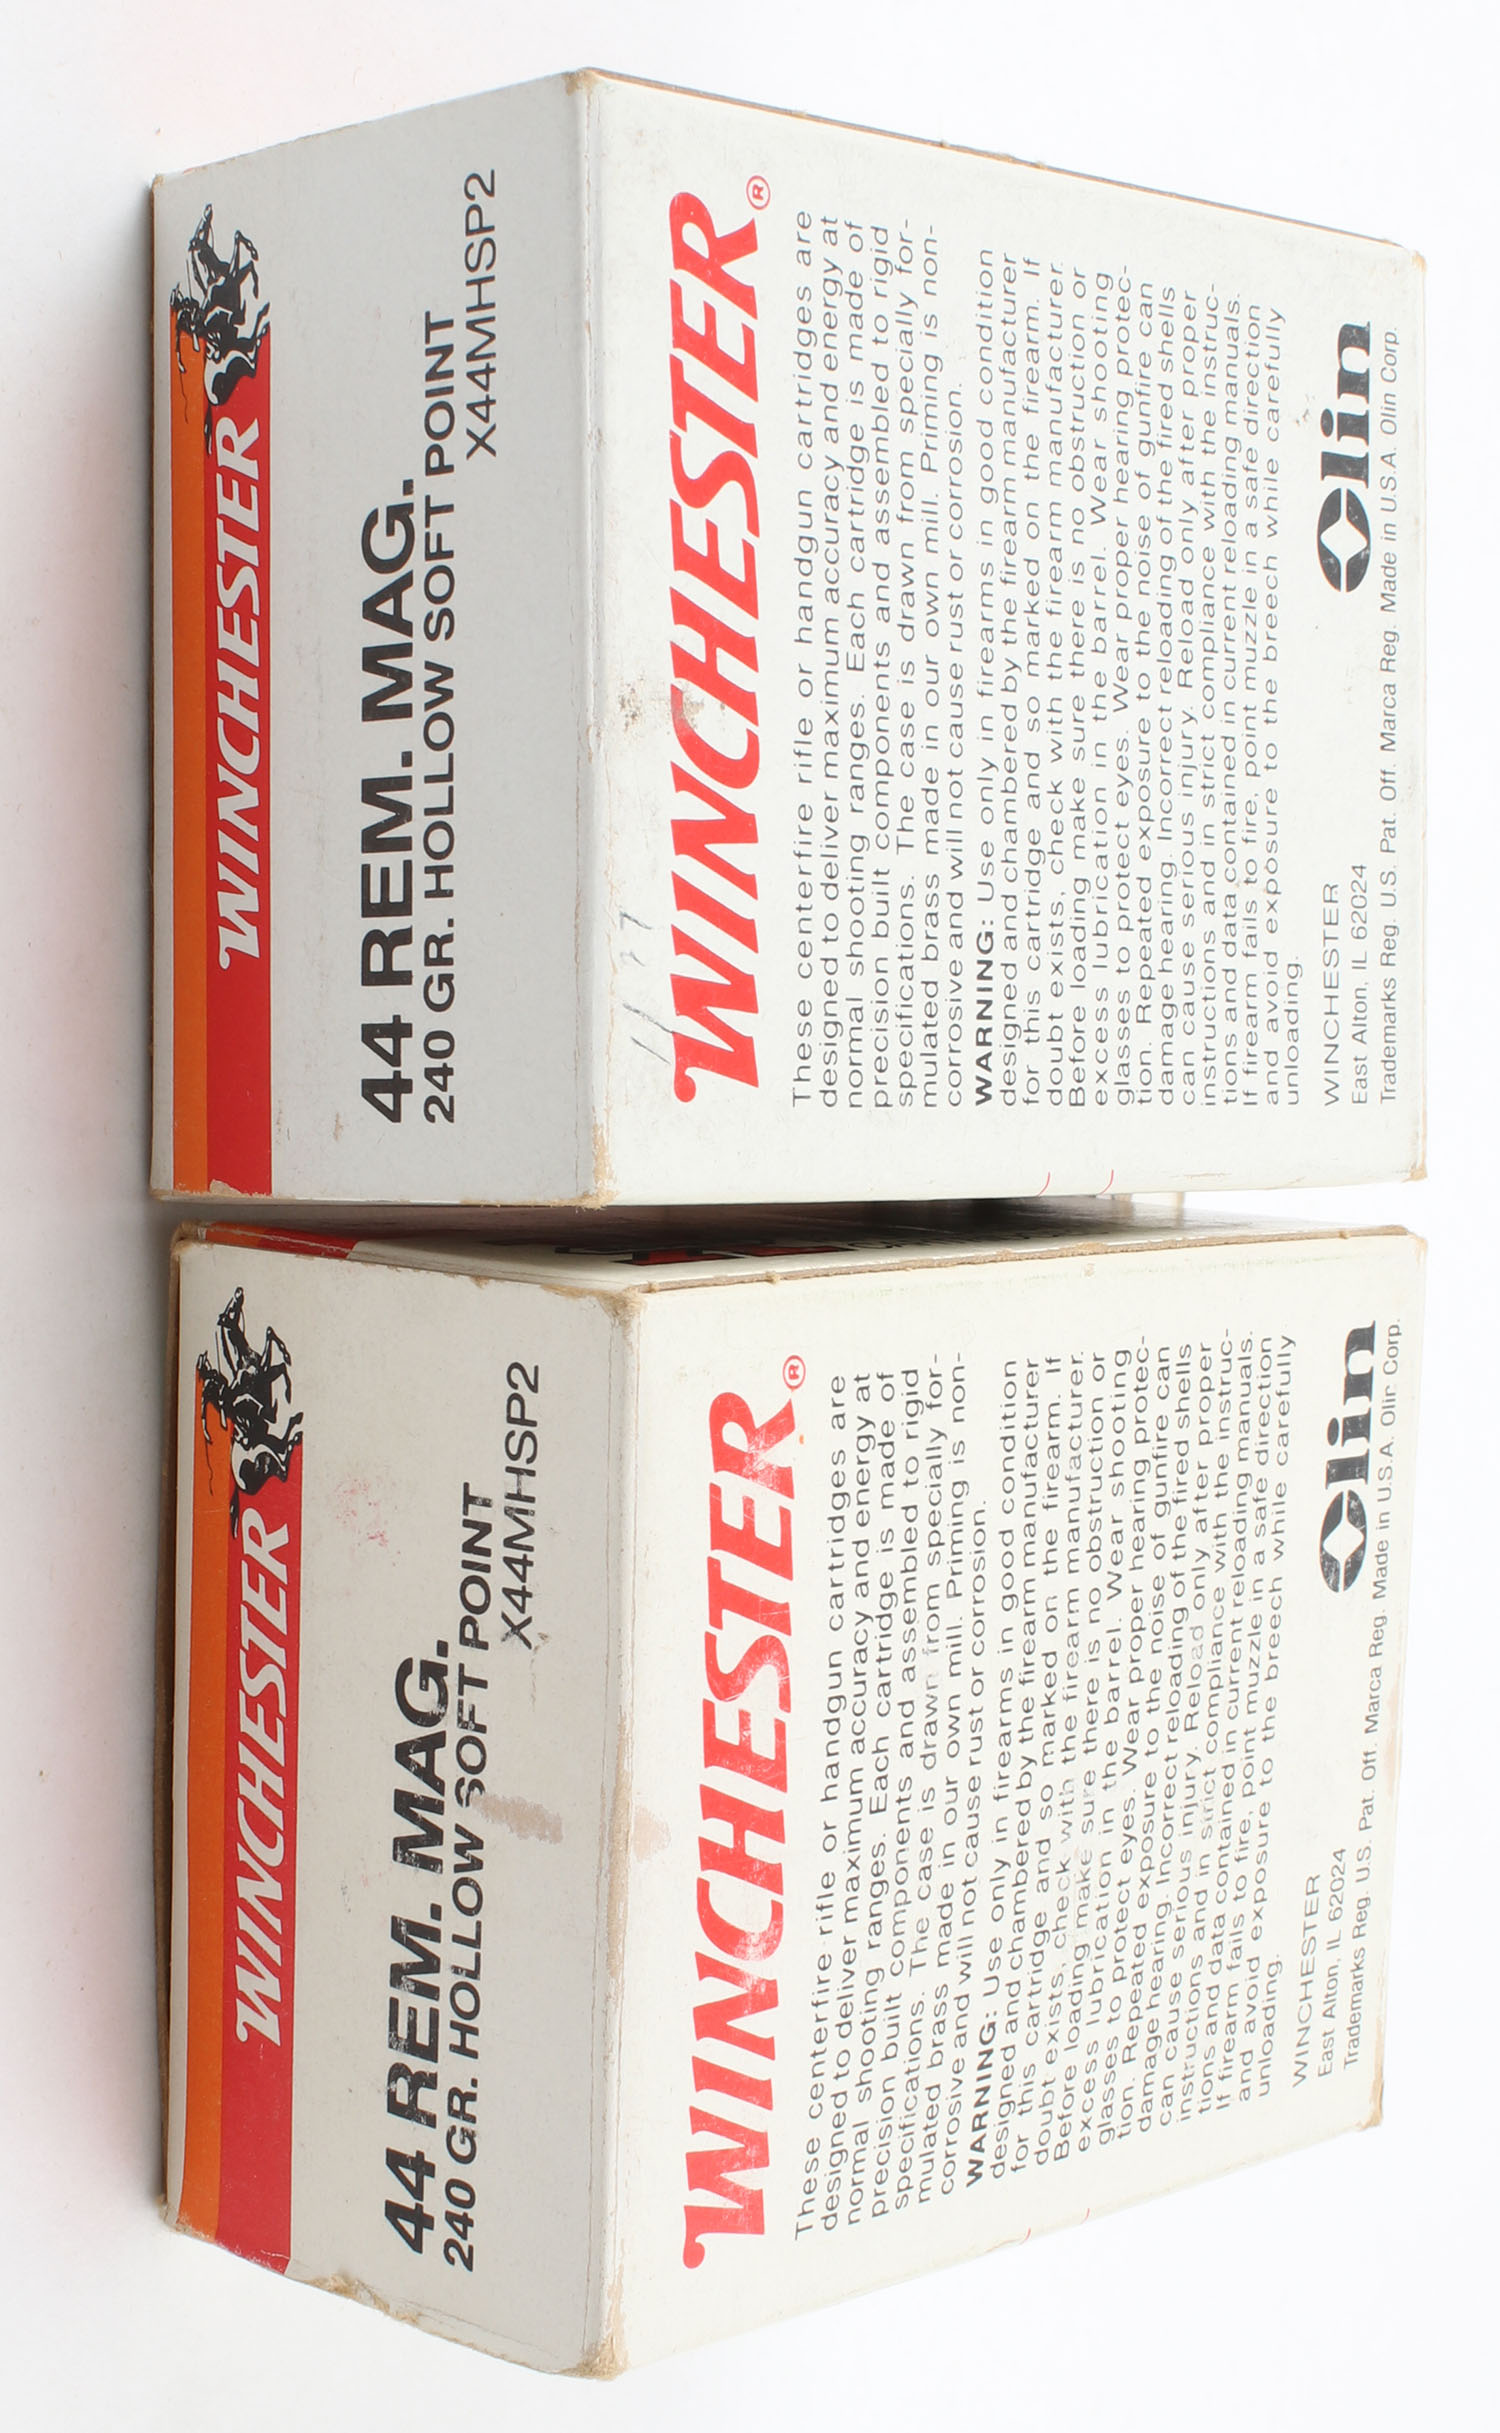 WINCHESTER
44 REM. MAG.
240 GR. HOLLOW SOFT POINT
X44MHSP2
WINCHESTER®
These centerfire rifle or handgun cartridges are
designed to deliver maximum accuracy and energy at
normal shooting ranges. Each cartridge is made of
precision built components and assembled to rigid
specifications. The case is drawn from specially for-
mulated brass made in our own mill. Priming is non-
corrosive and will not cause rust or corrosion.
WARNING: Use only in firearms in good condition
designed and chambered by the firearm manufacturer
for this cartridge and so marked on the firearm. If
doubt exists, check with the firearm manufacturer.
Before loading make sure there is no obstruction or
excess lubrication in the barrel. Wear shooting
glasses to protect eyes. Wear proper hearing protec-
tion. Repeated exposure to the noise of gunfire can
damage hearing. Incorrect reloading of the fired shells
can cause serious injury. Reload only after proper
instructions and in strict compliance with the instruc-
tions and data contained in current reloading manuals.
If firearm fails to fire, point muzzle in a safe direction
and avoid exposure to the breech while carefully
unloading.
WINCHESTER
East Alton, IL 62024
Olin
Trademarks Reg. U.S. Pat. Off. Marca Reg. Made in U.S.A. Olin Corp.
WINCHESTER
44 REM. MAG.
240 GR. HOLLOW SOFT POINT
X44MHSP2
WINCHESTER®
These centerfire rifle or handgun cartridges are
designed to deliver maximum accuracy and energy at
normal shooting ranges. Each cartridge is made of
precision built components and assembled to rigid
specifications. The case is drawn from specially for-
mulated brass made in our own mill. Priming is non-
corrosive and will not cause rust or corrosion.
WARNING: Use only in firearms in good condition
designed and chambered by the firearm manufacturer
for this cartridge and so marked on the firearm. If
doubt exists, check with the firearm manufacturer.
Before loading make sure there is no obstruction or
excess lubrication in the barrel. Wear shooting
glasses to protect eyes. Wear proper hearing protec-
tion. Repeated exposure to the noise of gunfire can
damage hearing. Incorrect reloading of the fired shells
can cause serious injury. Reload only after proper
instructions and in strict compliance with the instruc-
tions and data contained in current reloading manuals.
If firearm fails to fire, point muzzle in a safe direction
and avoid exposure to the breech while carefully
unloading.
WINCHESTER
East Alton, IL 62024
Olin
Trademarks Reg. U.S. Pat. Off. Marca Reg. Made in U.S.A. Olin Corp.